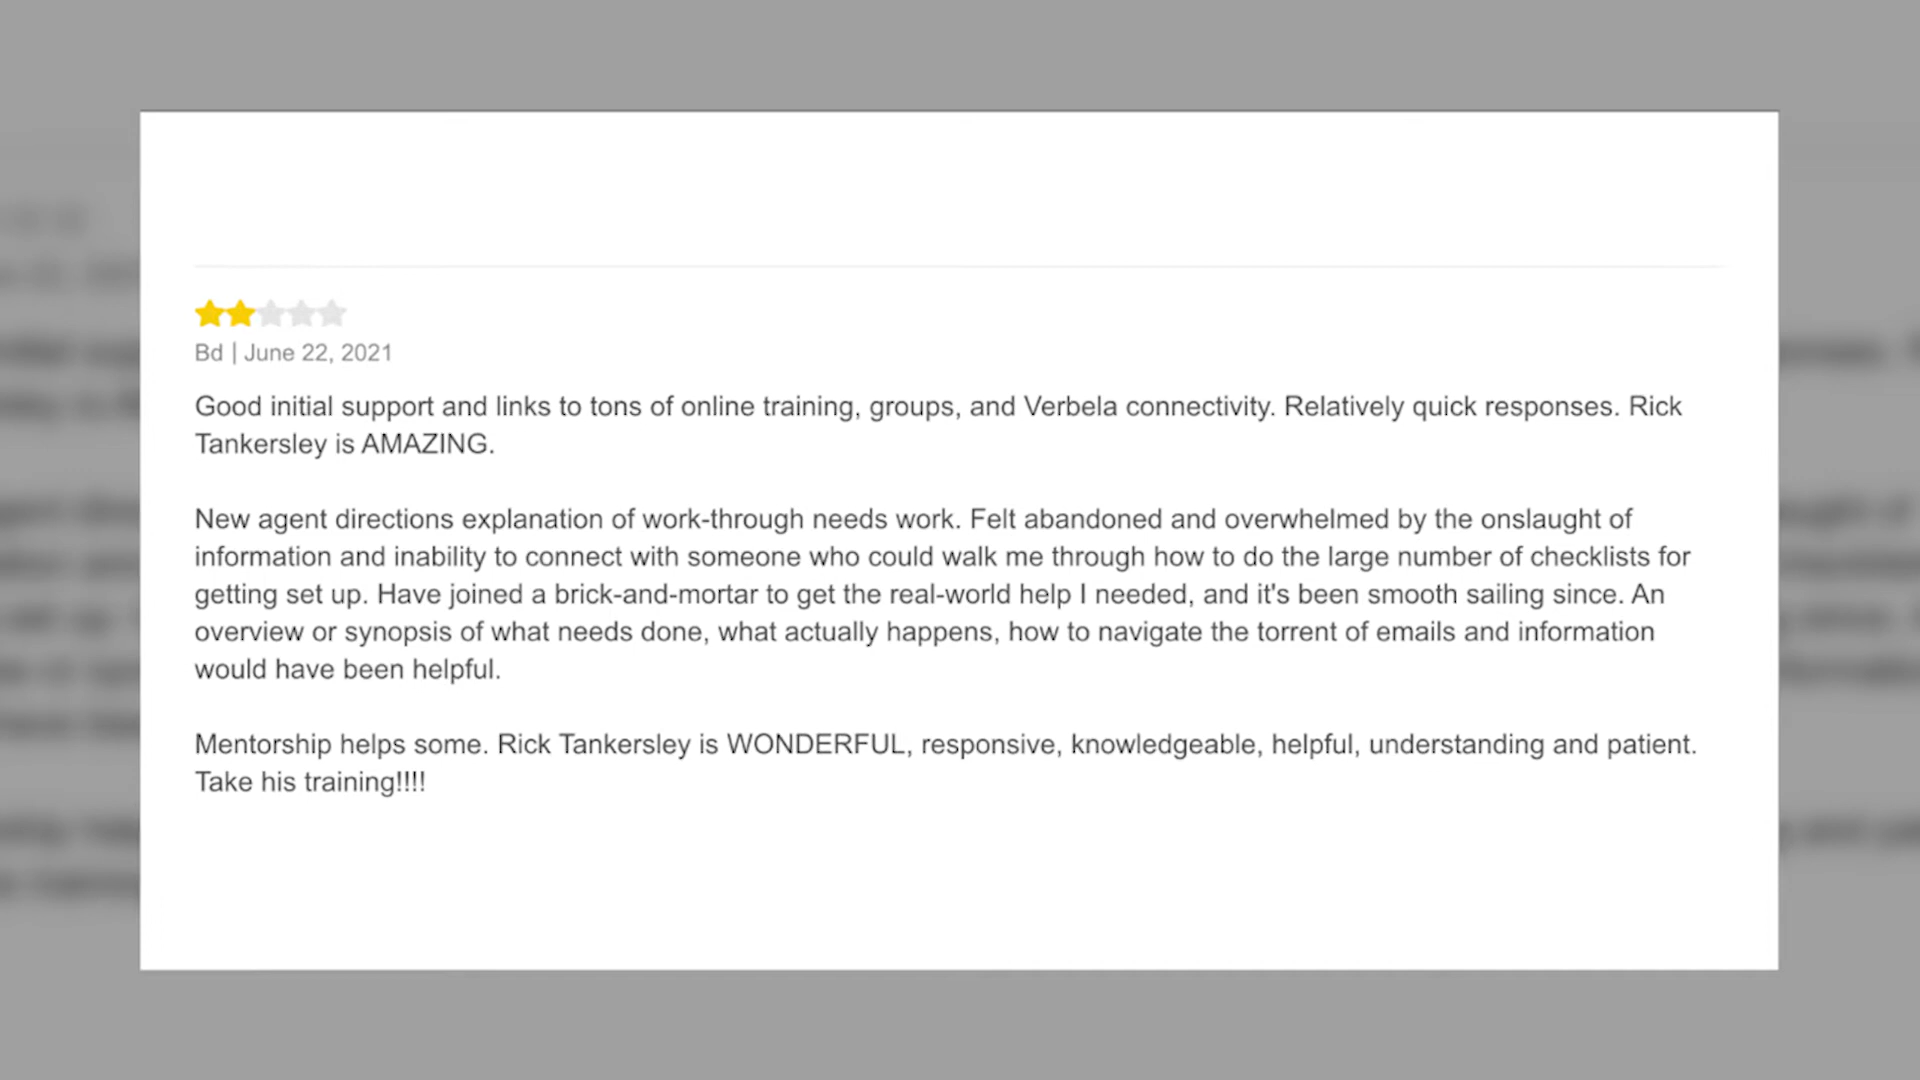 Bd | June 22, 2021
Good initial support and links to tons of online training, groups, and Verbela connectivity. Relatively quick responses. Rick
Tankersley is AMAZING.
New agent directions explanation of work-through needs work. Felt abandoned and overwhelmed by the onslaught of
information and inability to connect with someone who could walk me through how to do the large number of checklists for
getting set up. Have joined a brick-and-mortar to get the real-world help I needed, and it's been smooth sailing since. An
overview or synopsis of what needs done, what actually happens, how to navigate the torrent of emails and information
would have been helpful.
Mentorship helps some. Rick Tankersley is WONDERFUL, responsive, knowledgeable, helpful, understanding and patient.
Take his training!!!!